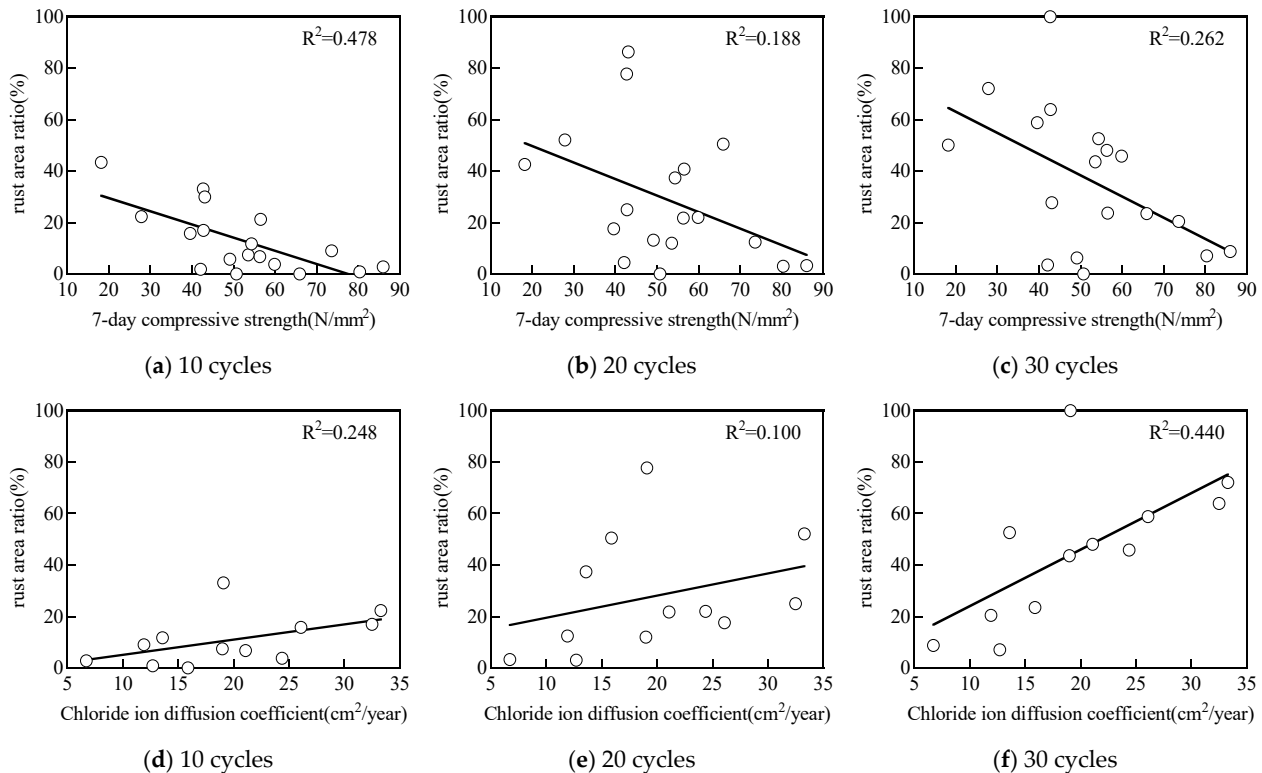 R²=0.478
rust area ratio(%)
100
80
60
40
20
0
10 20 30 40 50 60 70 80 90
7-day compressive strength(N/mm²)
(a) 10 cycles
R²=0.188
rust area ratio(%)
100
80
60
40
20
0
10 20 30 40 50 60 70 80 90
7-day compressive strength(N/mm²)
(b) 20 cycles
R²=0.262
rust area ratio(%)
100
80
60
40
20
0
10 20 30 40 50 60 70 80 90
7-day compressive strength(N/mm²)
(c) 30 cycles
R²=0.248
rust area ratio(%)
100
80
60
40
20
0
5 10 15 20 25 30 35
Chloride ion diffusion coefficient(cm²/year)
(d) 10 cycles
R²=0.100
rust area ratio(%)
100
80
60
40
20
0
5 10 15 20 25 30 35
Chloride ion diffusion coefficient(cm²/year)
(e) 20 cycles
R²=0.440
rust area ratio(%)
100
80
60
40
20
0
5 10 15 20 25 30 35
Chloride ion diffusion coefficient(cm²/year)
(f) 30 cycles